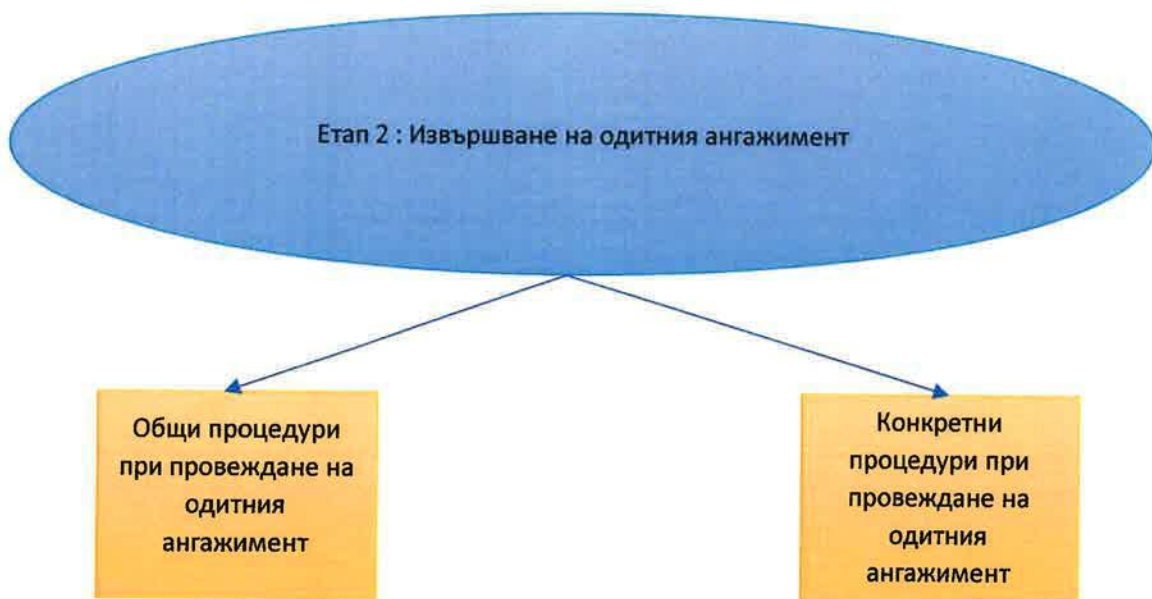 Етап 2 : Извършване на одитния ангажимент
Общи процедури
при провеждане на
одитния
ангажимент
Конкретни
процедури при
провеждане на
одитния
ангажимент